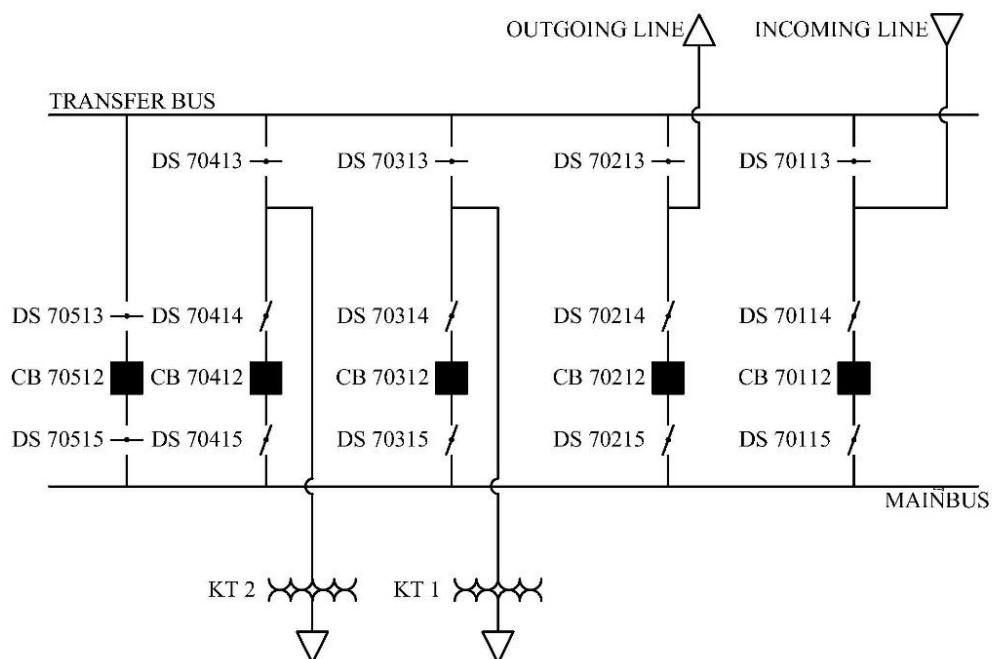 OUTGOING LINE
INCOMING LINE
TRANSFER BUS
DS 70413
DS 70313
DS 70213
DS 70113
DS 70513
DS 70414
DS 70314
DS 70214
DS 70114
CB 70512
CB 70412
CB 70312
CB 70212
CB 70112
DS 70515
DS 70415
DS 70315
DS 70215
DS 70115
MAINBUS
KT 2
KT 1